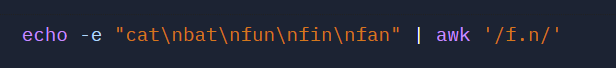 echo -e "cat\nbat\nfun\nfin\nfan" | awk '/f.n/'